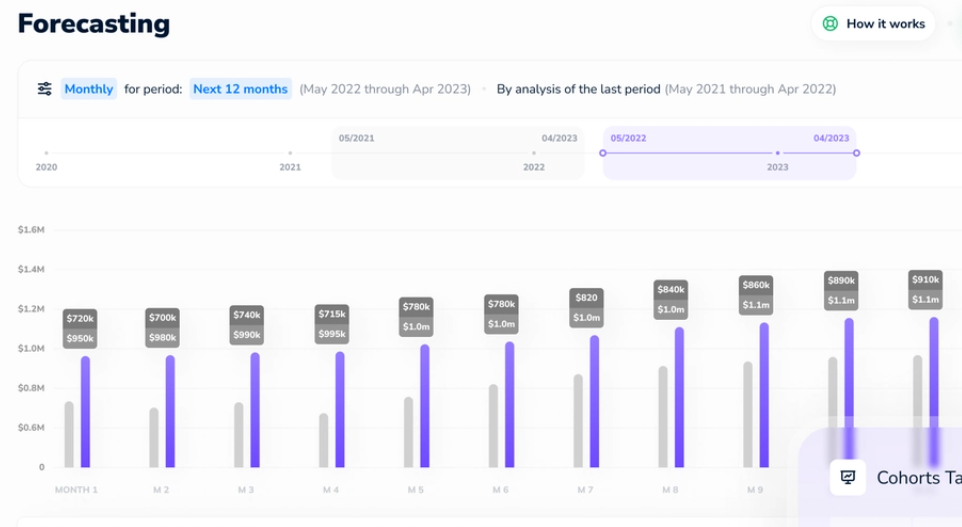 Forecasting
How it works
Monthly for period: Next 12 months (May 2022 through Apr 2023) By analysis of the last period (May 2021 through Apr 2022)
05/2021 04/2023 05/2022 04/2023
2020 2021 2022 2023
$1.6M
$1.4M
$1.2M
$1.0M
$0.8M
$0.6M
0
$720k $700k $740k $715k $780k $780k $820 $840k $860k $890k $910k
$950k $980k $990k $995k $1.0m $1.0m $1.0m $1.0m $1.1m $1.1m $1.1m
MONTH 1 M 2 M 3 M 4 M 5 M 6 M 7 M 8 M 9
Cohorts Ta